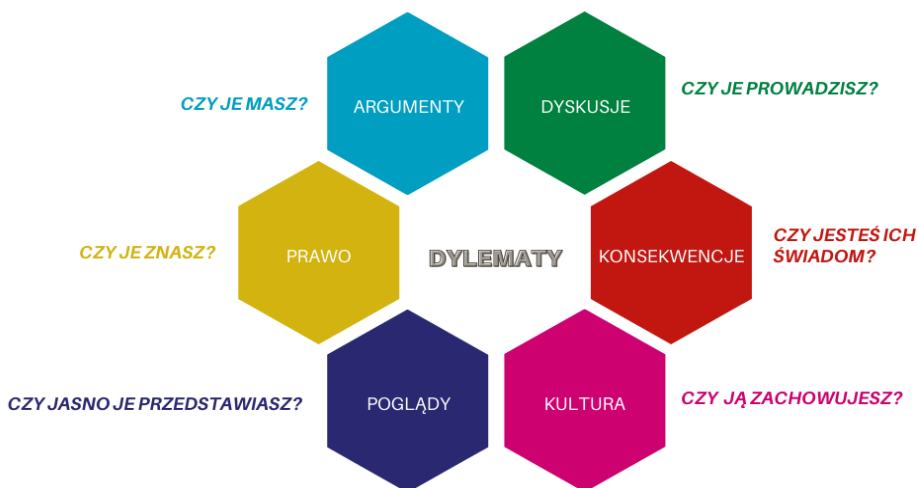 CZY JE MASZ?
ARGUMENTY
DYSKUSJE
CZY JE PROWADZISZ?
CZY JE ZNASZ?
PRAWO
DYLEMATY
KONSEKWENCJE
CZY JESTEŚ ICH
ŚWIADOM?
CZY JASNO JE PRZEDSTAWIASZ?
POGLĄDY
KULTURA
CZY JĄ ZACHOWUJESZ?